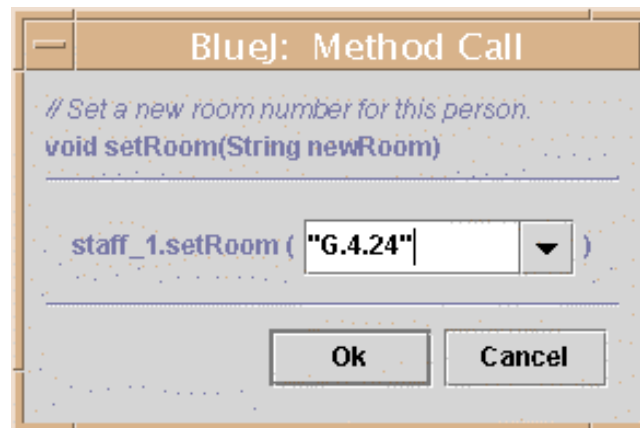 BlueJ: Method Call
// Set a new room number for this person.
void setRoom(String newRoom)
staff_1.setRoom ( "G.4.24" )
Ok Cancel